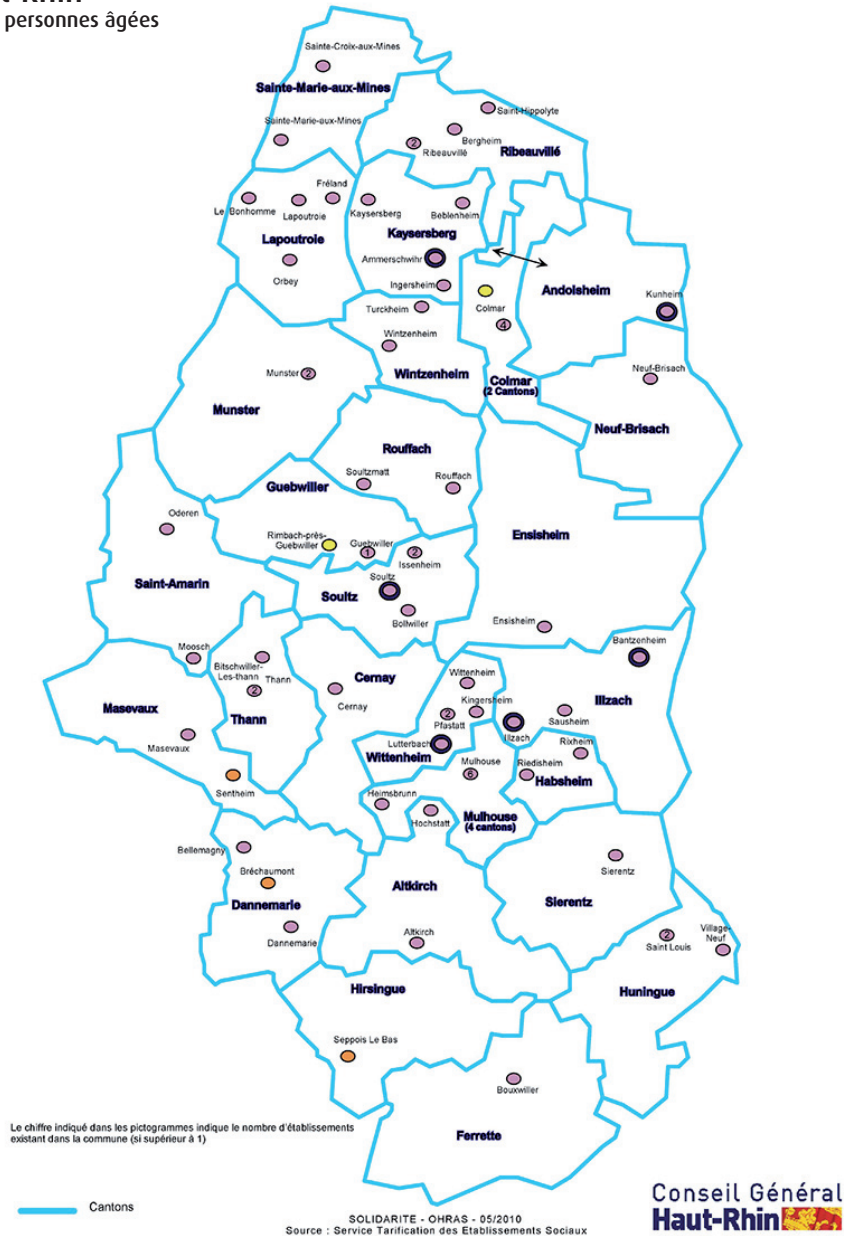 personnes âgées
Sainte-Croix-aux-Mines
Sainte-Marie-aux-Mines
Sainte-Marie-aux-Mines
Saint-Hippolyte
Bergheim
2
Ribeauvillé
Ribeauvillé
Fréland
Le Bonhomme
Lapoutroie
Kaysersberg
Beblenheim
Lapoutroie
Kaysersberg
Ammerschwihr
Orbey
Ingersheim
Andolsheim
Kunheim
Turckheim
Colmar
4
Wintzenheim
Munster
2
Wintzenheim
Colmar
(2 Cantons)
Neuf-Brisach
Munster
Neuf-Brisach
Rouffach
Soultzmatt
Rouffach
Guebwiller
Oderen
Rimbach-près-
Guebwiller
Guebwiller
1
2
Issenheim
Ensisheim
Saint-Amarin
Soultz
Soultz
Bollwiller
Ensisheim
Bantzenheim
Moosch
Bitschwiller-
Les-thann
Thann
2
Cernay
Cernay
Wittenheim
Kingersheim
2
Pfastatt
Illzach
Sausheim
Illzach
Masevaux
Thann
Masevaux
Lutterbach
Wittenheim
Mulhouse
6
Rixheim
Riedisheim
Habsheim
Sentheim
Heimsbrunn
Hochstatt
Mulhouse
(4 cantons)
Bellemagny
Bréchaumont
Dannemarie
Dannemarie
Altkirch
Altkirch
Sierentz
Sierentz
2
Saint Louis
Village-
Neuf
Hirsingue
Huningue
Seppois Le Bas
Bouxwiller
Ferrette
Le chiffre indiqué dans les pictogrammes indique le nombre d'établissements
existant dans la commune (si supérieur à 1)
Cantons
SOLIDARITE - OHRAS - 05/2010
Source : Service Tarification des Etablissements Sociaux
Conseil Général
Haut-Rhin